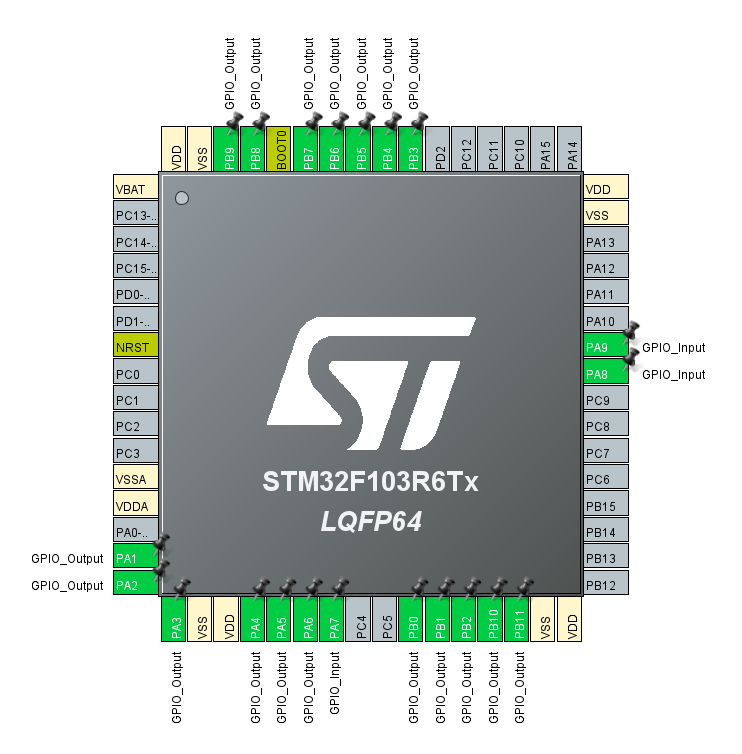 GPIO_Output
GPIO_Output
GPIO_Output
GPIO_Output
GPIO_Output
GPIO_Output
GPIO_Output
VDD
VSS
PB9
PB8
BOOT0
PB7
PB6
PB5
PB4
PB3
PD2
PC12
PC11
PC10
PA15
PA14
VBAT
PC13-..
PC14-..
PC15-..
PD0-..
PD1-..
NRST
PC0
PC1
PC2
PC3
VSSA
VDDA
PA0-..
GPIO_Output PA1
GPIO_Output PA2
VDD
VSS
PA13
PA12
PA11
PA10
PA9 GPIO_Input
PA8 GPIO_Input
PC9
PC8
PC7
PC6
PB15
PB14
PB13
PB12
ST
STM32F103R6Tx
LQFP64
PA3
VSS
VDD
PA4
PA5
PA6
PA7
PC4
PC5
PB0
PB1
PB2
PB10
PB11
VSS
VDD
GPIO_Output
GPIO_Output
GPIO_Output
GPIO_Output
GPIO_Input
GPIO_Output
GPIO_Output
GPIO_Output
GPIO_Output
GPIO_Output